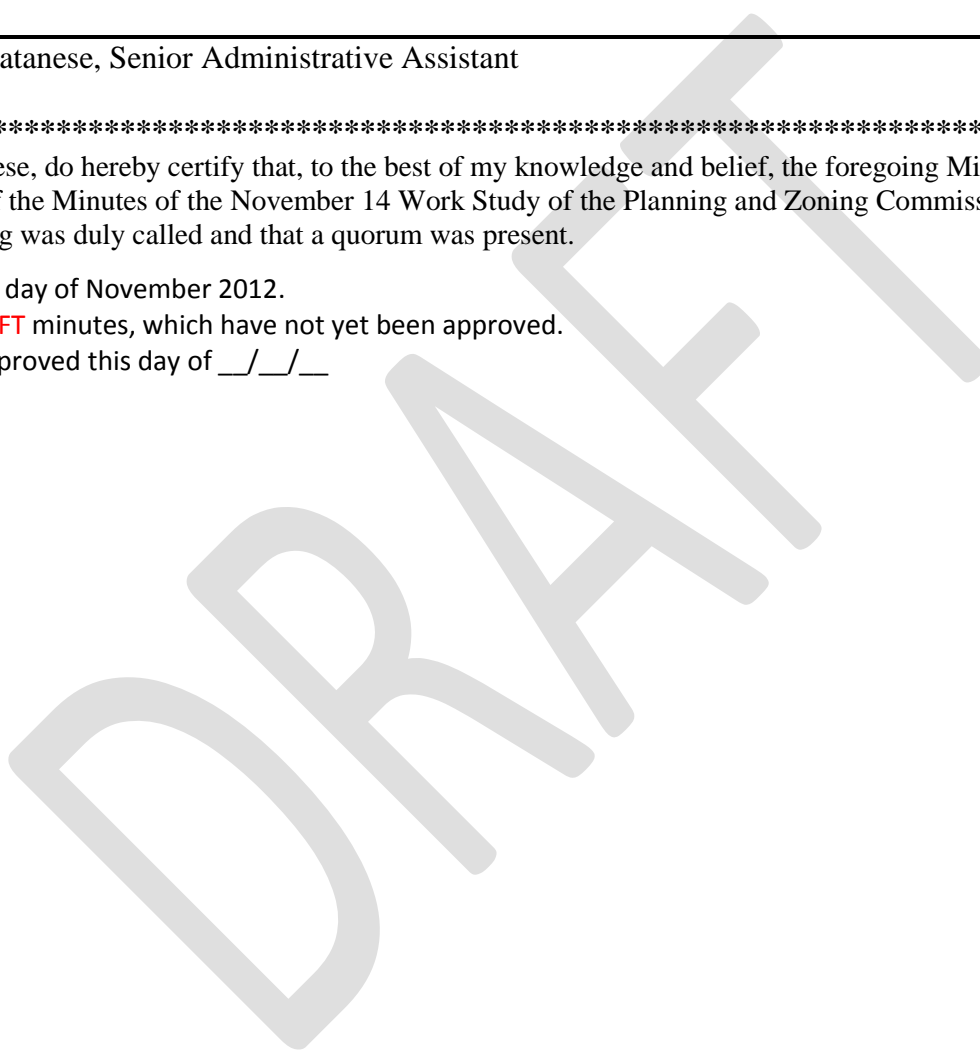 atanese, Senior Administrative Assistant
*****************************************************************
ese, do hereby certify that, to the best of my knowledge and belief, the foregoing Mi
f the Minutes of the November 14 Work Study of the Planning and Zoning Commiss
g was duly called and that a quorum was present.
day of November 2012.
FT minutes, which have not yet been approved.
proved this day of __/__/__
DRAFT